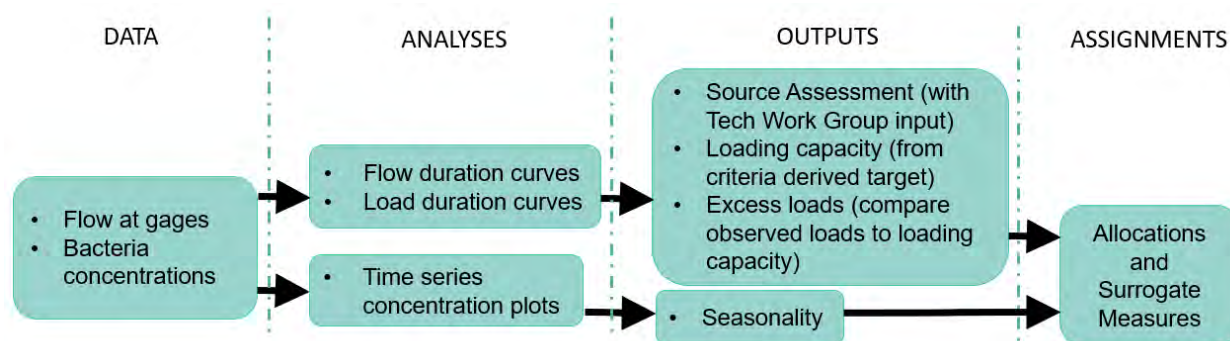 DATA
ANALYSES
OUTPUTS
ASSIGNMENTS
• Flow at gages
• Bacteria
concentrations
• Flow duration curves
• Load duration curves
• Time series
concentration plots
• Source Assessment (with
Tech Work Group input)
• Loading capacity (from
criteria derived target)
• Excess loads (compare
observed loads to loading
capacity)
• Seasonality
Allocations
and
Surrogate
Measures